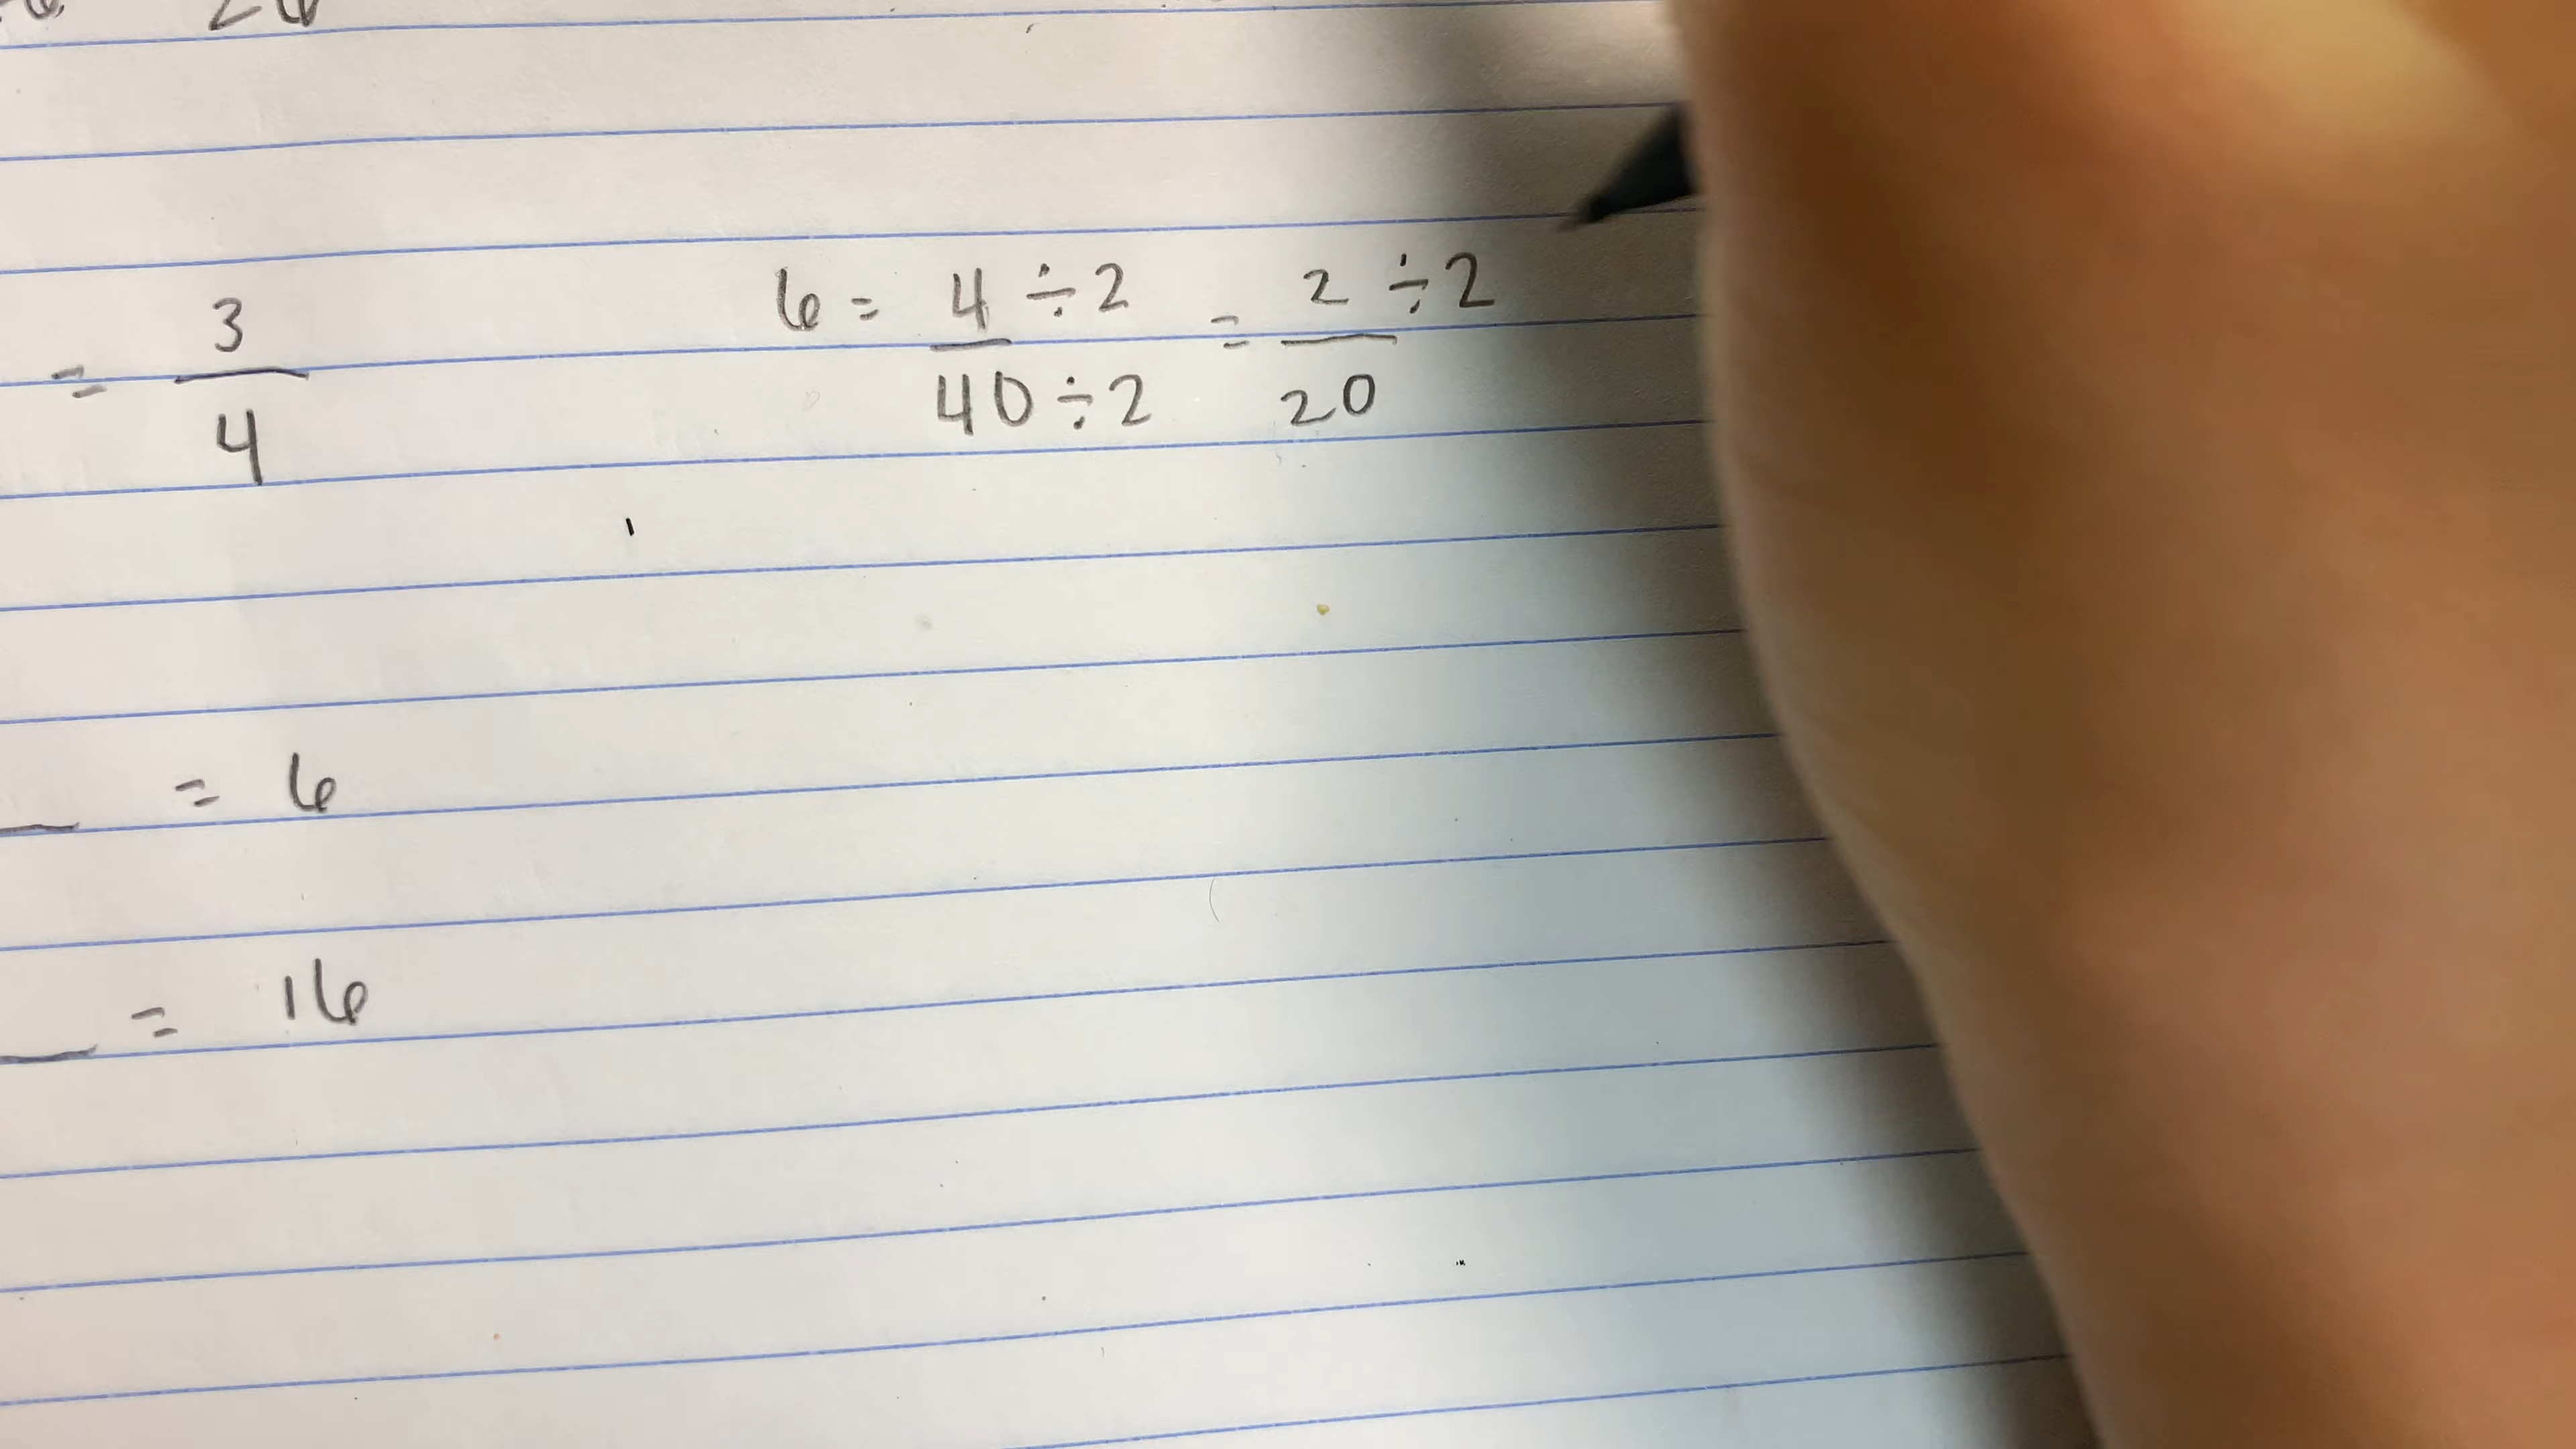 3
4
=
6 = 4 ÷ 2 = 2 ÷ 2
40 ÷ 2 20
= 6
= 16